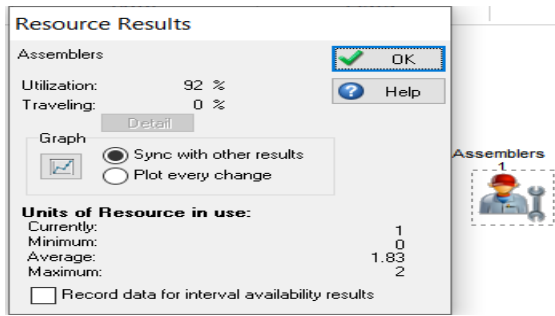 Resource Results
Assemblers
OK
Utilization: 92 %
Help
Traveling: 0 %
Detail
Graph
Sync with other results
Plot every change
Units of Resource in use:
Currently: 1
Minimum: 0
Average: 1.83
Maximum: 2
Record data for interval availability results
Assemblers
1